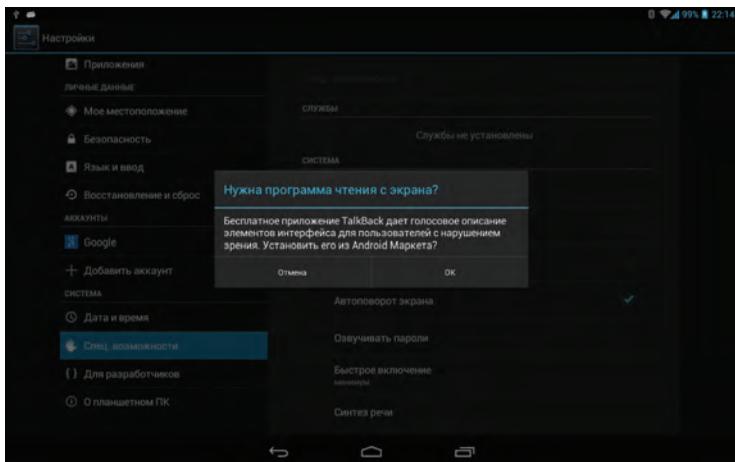 99% 22:14
Настройки
Приложения
ЛИЧНЫЕ ДАННЫЕ
Мое местоположение
Безопасность
Язык и ввод
Восстановление и сброс
АККАУНТЫ
Google
Добавить аккаунт
СИСТЕМА
Дата и время
Спец. возможности
Для разработчиков
О планшетном ПК
СЛУЖБЫ
Службы не установлены
СИСТЕМА
Нужна программа чтения с экрана?
Бесплатное приложение TalkBack дает голосовое описание
элементов интерфейса для пользователей с нарушением
зрения. Установить его из Android Маркета?
Отмена
ОК
Автоповорот экрана
Озвучивать пароли
Быстрое включение
Синтез речи